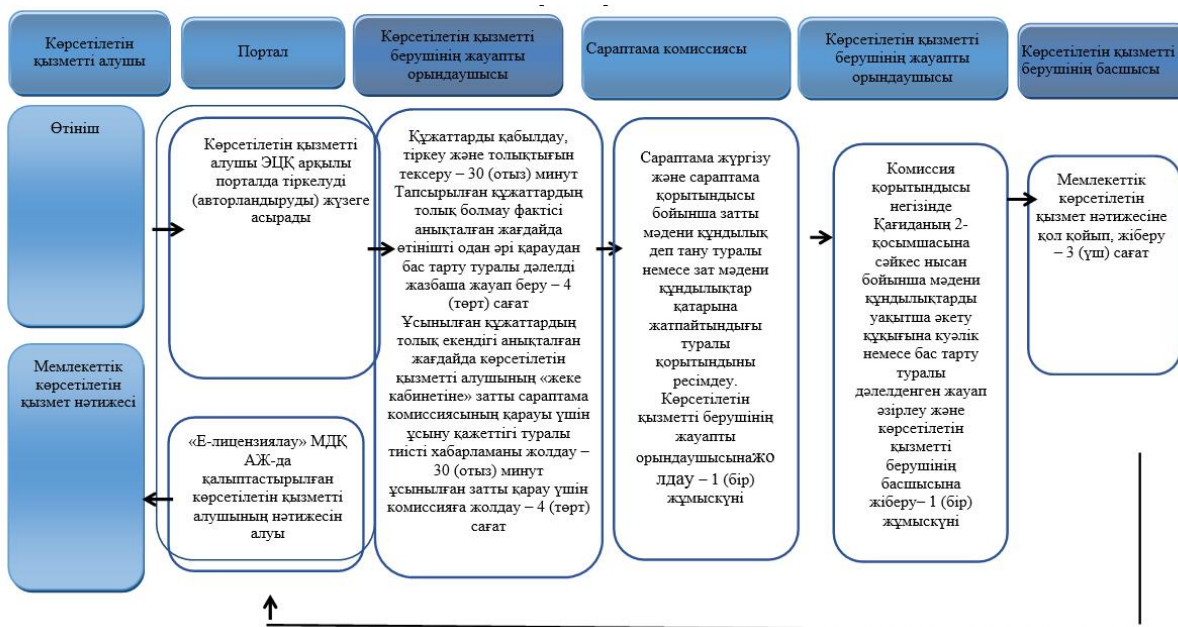 Көрсетілетін
қызметті алушы
Портал
Көрсетілетін қызметті
берушінің жауапты
орындаушысы
Сараптама комиссиясы
Көрсетілетін қызметті
берушінің жауапты
орындаушысы
Көрсетілетін қызметті
берушінің басшысы
Өтініш
Көрсетілетін қызметті
алушы ЭЦҚ арқылы
порталда тіркелуді
(авторландыруды) жүзеге
асырады
Құжаттарды қабылдау,
тіркеу және толықтығын
тексеру – 30 (отыз) минут
Тапсырылған құжаттардың
толық болмау фактісі
анықталған жағдайда
өтінішті одан әрі қараудан
бас тарту туралы дәлелді
жазбаша жауап беру – 4
(төрт) сағат
Ұсынылған құжаттардың
толық екендігі анықталған
жағдайда көрсетілетін
қызметті алушының «жеке
кабинетіне» затты сараптама
комиссиясының қарауы үшін
ұсыну қажеттігі туралы
тиісті хабарламаны жолдау –
30 (отыз) минут
ұсынылған затты қарау үшін
комиссияға жолдау – 4 (төрт)
сағат
Сараптама жүргізу
және сараптама
қорытындысы
бойынша затты
мәдени құндылық
деп тану туралы
немесе зат мәдени
құндылықтар
қатарына
жатпайтындығы
туралы
қорытындыны
ресімдеу.
Көрсетілетін
қызметті берушінің
жауапты
орындаушысынажо
лдау – 1 (бір)
жұмыскүні
Комиссия
қорытындысы
негізінде
Қағиданың 2-
қосымшасына
сәйкес нысан
бойынша мәдени
құндылықтарды
уақытша әкету
құқығына куәлік
немесе бас тарту
туралы
дәлелденген жауап
әзірлеу және
көрсетілетін
қызметті
берушінің
басшысына
жіберу– 1 (бір)
жұмыскүні
Мемлекеттік
көрсетілетін
қызмет нәтижесіне
қол қойып, жіберу
– 3 (үш) сағат
Мемлекеттік
көрсетілетін
қызмет нәтижесі
«Е-лицензиялау» МДҚ
АЖ-да
қалыптастырылған
көрсетілетін қызметті
алушының нәтижесін
алуы